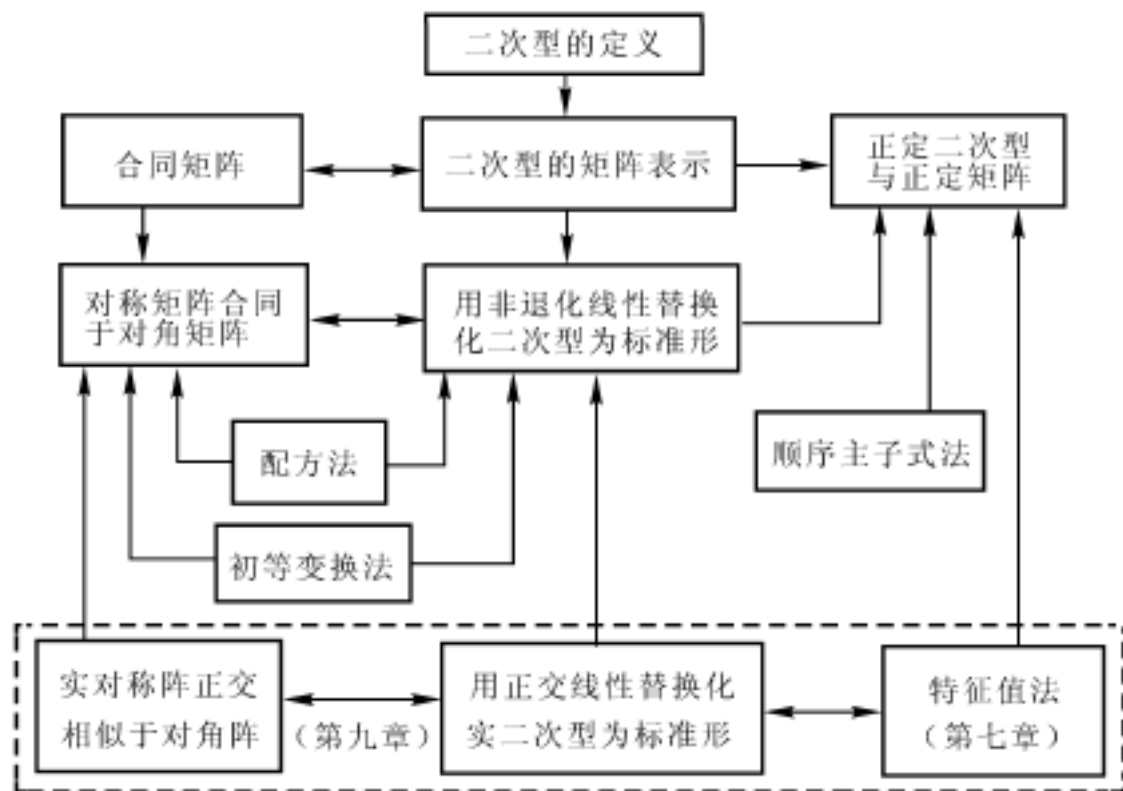 二次型的定义
合同矩阵
二次型的矩阵表示
正定二次型
与正定矩阵
对称矩阵合同
于对角矩阵
用非退化线性替换
化二次型为标准形
配方法
顺序主子式法
初等变换法
实对称阵正交
相似于对角阵
（第九章）
用正交线性替换化
实二次型为标准形
特征值法
（第七章）